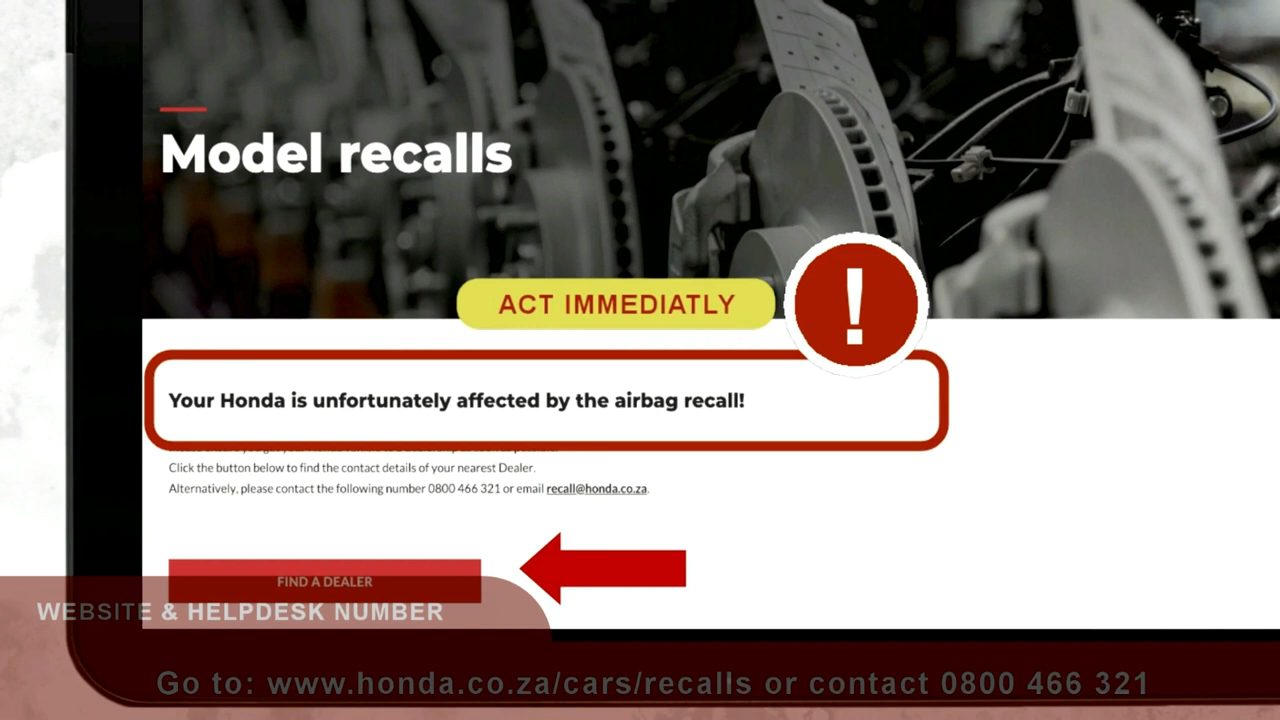 Model recalls
ACT IMMEDIATLY
!
Your Honda is unfortunately affected by the airbag recall!
Click the button below to find the contact details of your nearest Dealer.
Alternatively, please contact the following number 0800 466 321 or email recall@honda.co.za.
FIND A DEALER
WEBSITE & HELPDESK NUMBER
Go to: www.honda.co.za/cars/recalls or contact 0800 466 321